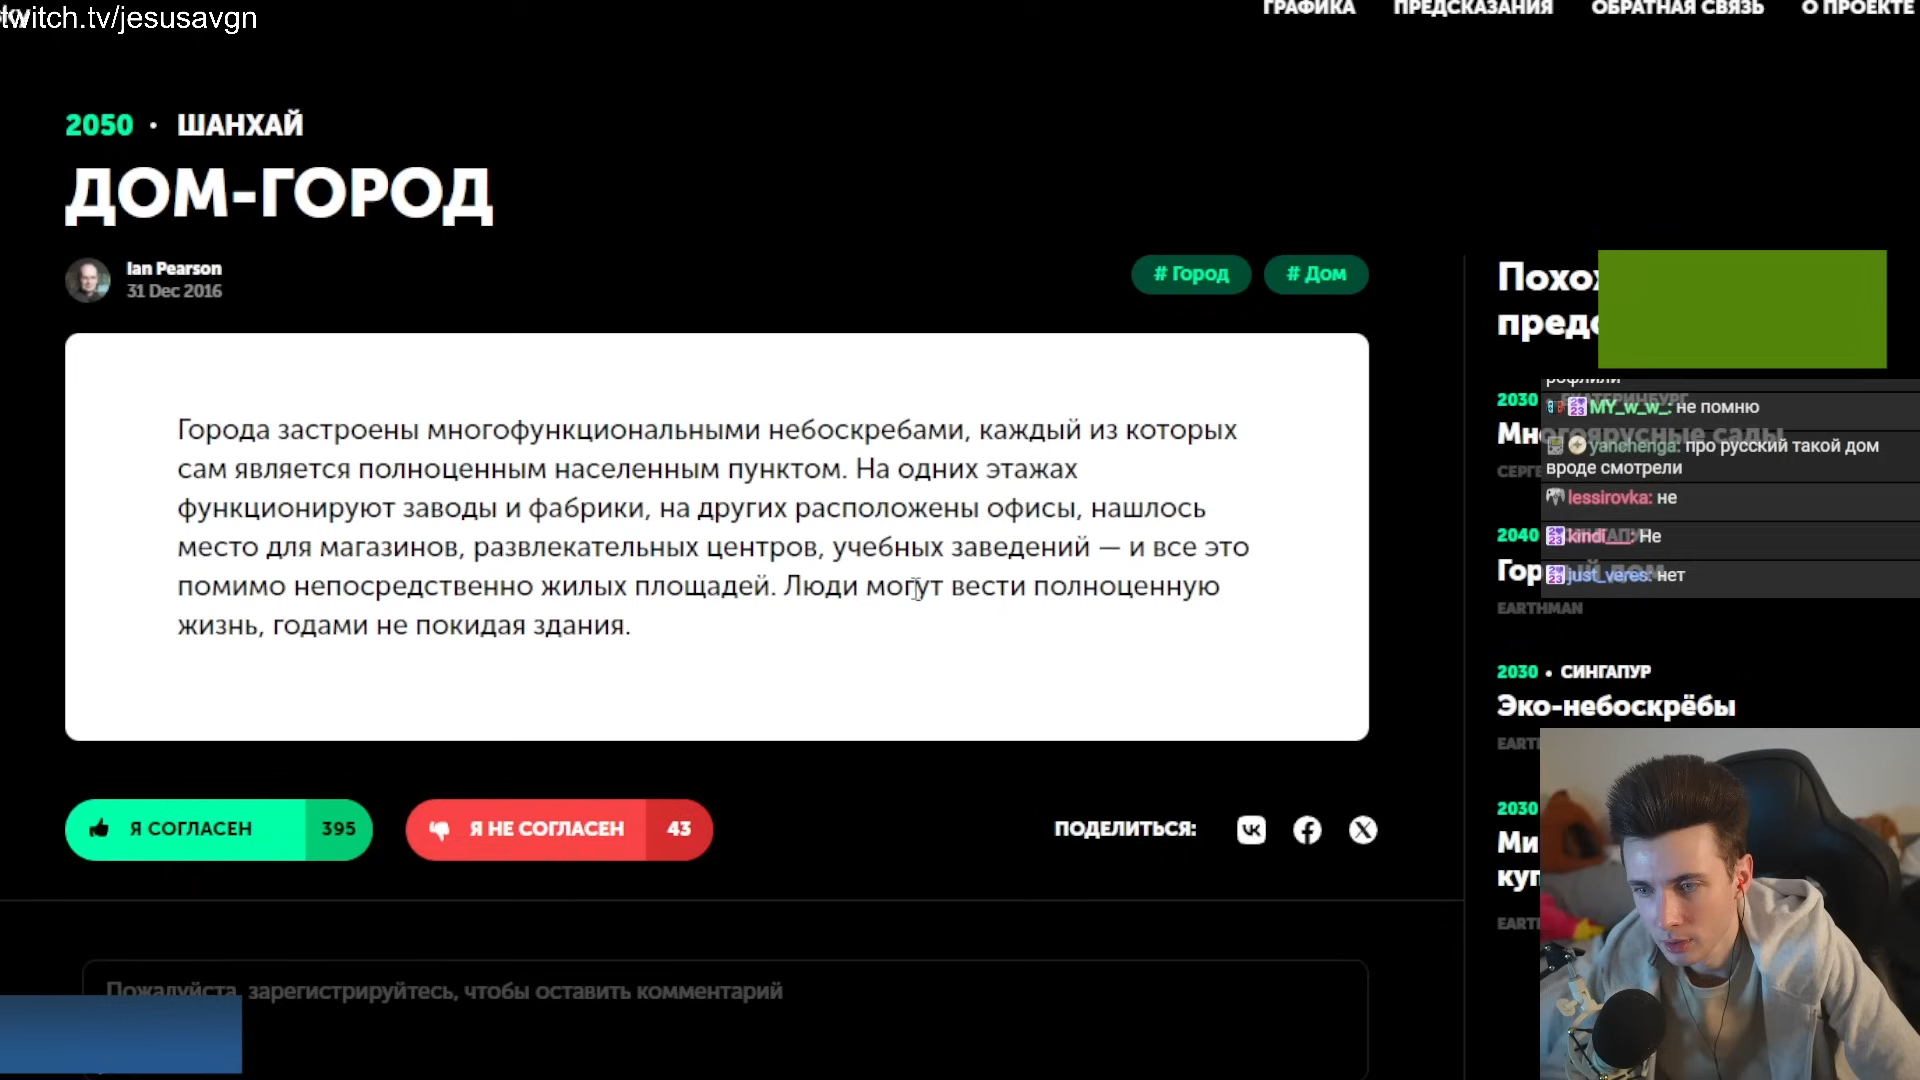 twitch.tv/jesusavgn
ГРАФИКА ПРЕДСКАЗАНИЯ ОБРАТНАЯ СВЯЗЬ О ПРОЕКТЕ
2050 • ШАНХАЙ
ДОМ-ГОРОД
Ian Pearson
31 Dec 2016
# Город # Дом
Города застроены многофункциональными небоскребами, каждый из которых
сам является полноценным населенным пунктом. На одних этажах
функционируют заводы и фабрики, на других расположены офисы, нашлось
место для магазинов, развлекательных центров, учебных заведений — и все это
помимо непосредственно жилых площадей. Люди могут вести полноценную
жизнь, годами не покидая здания.
Я СОГЛАСЕН 395
Я НЕ СОГЛАСЕН 43
ПОДЕЛИТЬСЯ:
Пожалуйста, зарегистрируйтесь, чтобы оставить комментарий
2030 • ЕКАТЕРИНБУРГ
Многоярусные сады
2040
EARTHMAN
2030 • СИНГАПУР
Эко-небоскрёбы
2030
рофлили
MY_w_w_: не помню
yanchenga: про русский такой дом
вроде смотрели
lessirovka: не
kindi___: Не
just_veres: нет